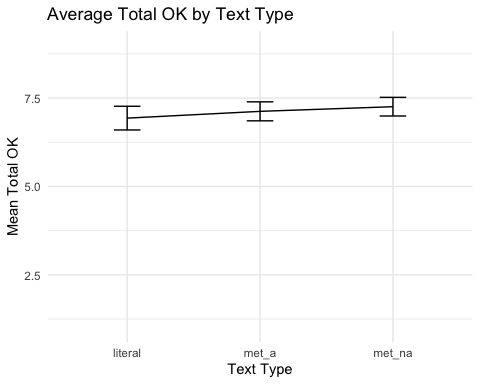 Average Total OK by Text Type
Mean Total OK
7.5
5.0
2.5
literal
met_a
met_na
Text Type